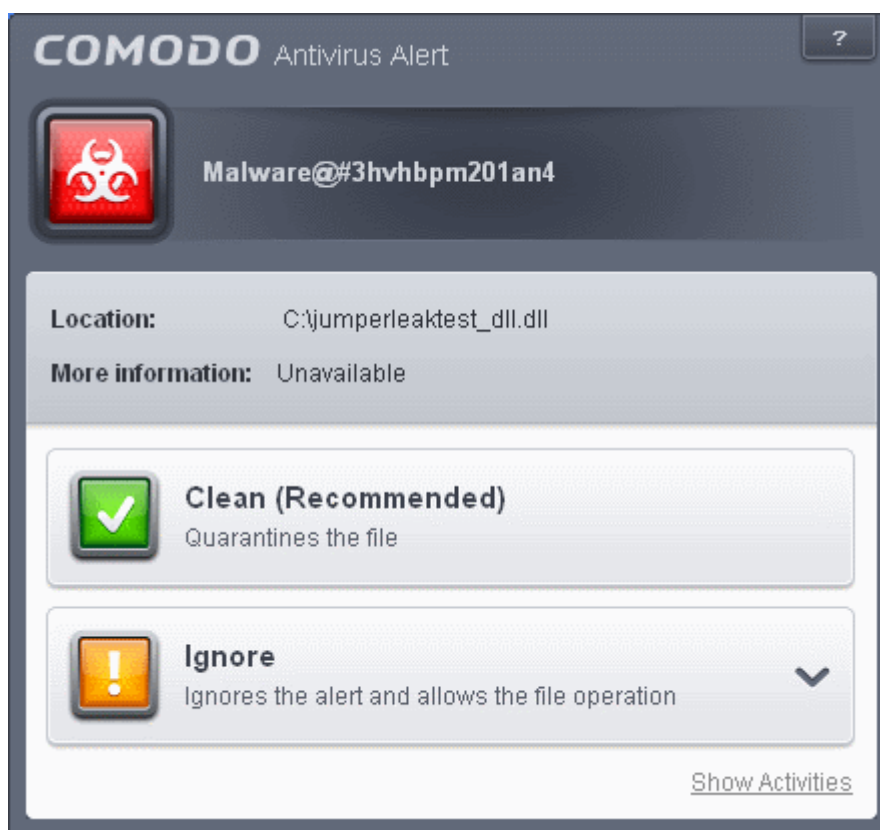 COMODO Antivirus Alert
?
Malware@#3hvhbpm201an4
Location: C:\jumperleaktest_dll.dll
More information: Unavailable
Clean (Recommended)
Quarantines the file
!
Ignore
Ignores the alert and allows the file operation
Show Activities